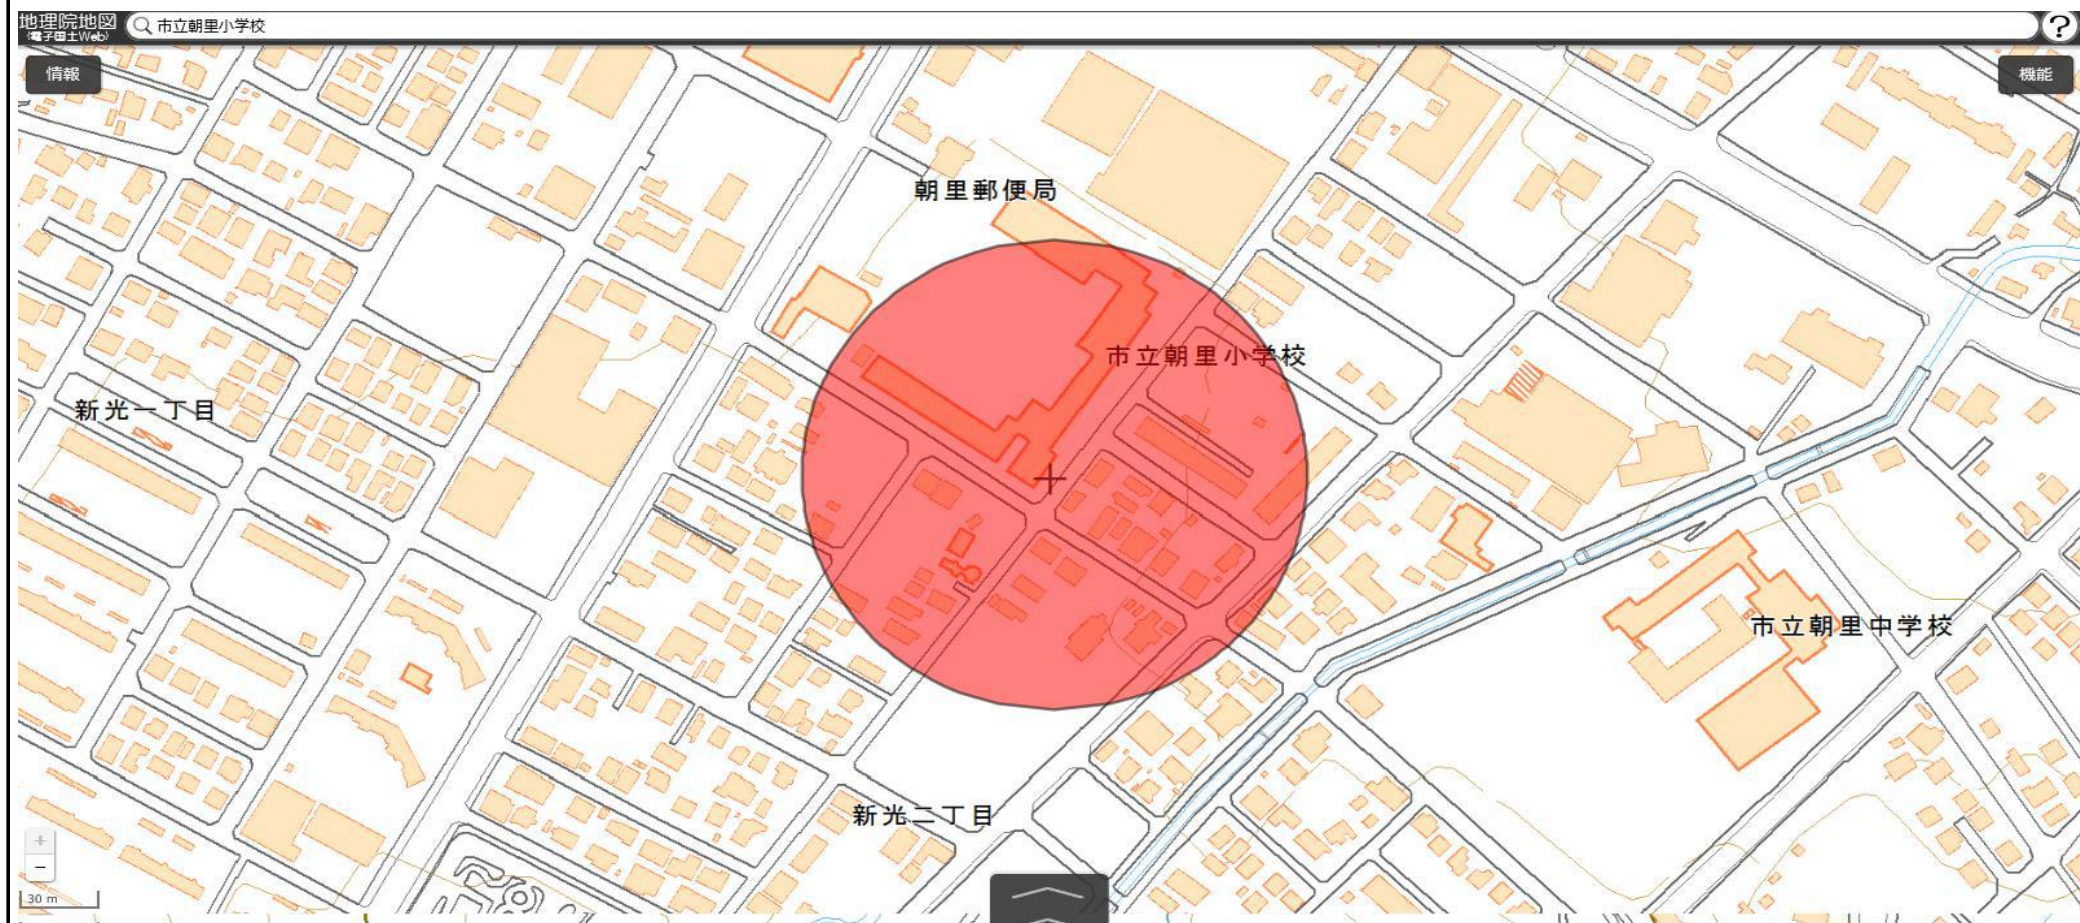 地理院地図
(電子国土Web)
市立朝里小学校
?
情報
機能
朝里郵便局
市立朝里小学校
新光一丁目
市立朝里中学校
新光二丁目
+
−
30 m